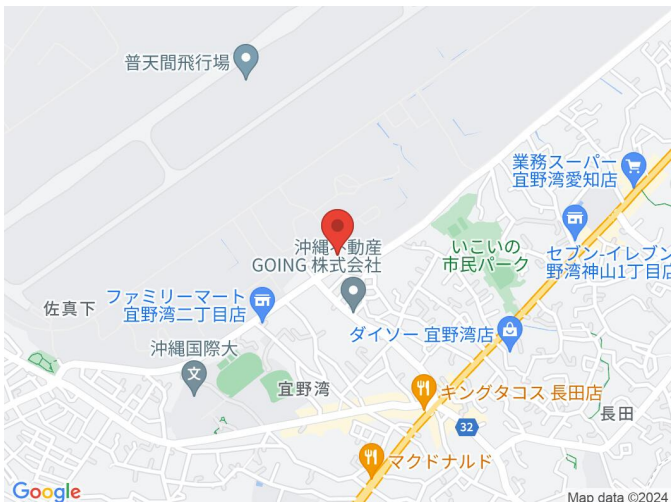 普天間飛行場
業務スーパー
宜野湾愛知店
沖縄不動産
GOING 株式会社
いこいの
市民パーク
セブン-イレブン
野湾神山1丁目店
佐真下
ファミリーマート
宜野湾二丁目店
ダイソー 宜野湾店
沖縄国際大
宜野湾
キングタコス 長田店
長田
32
マクドナルド
Google
Map data ©2024